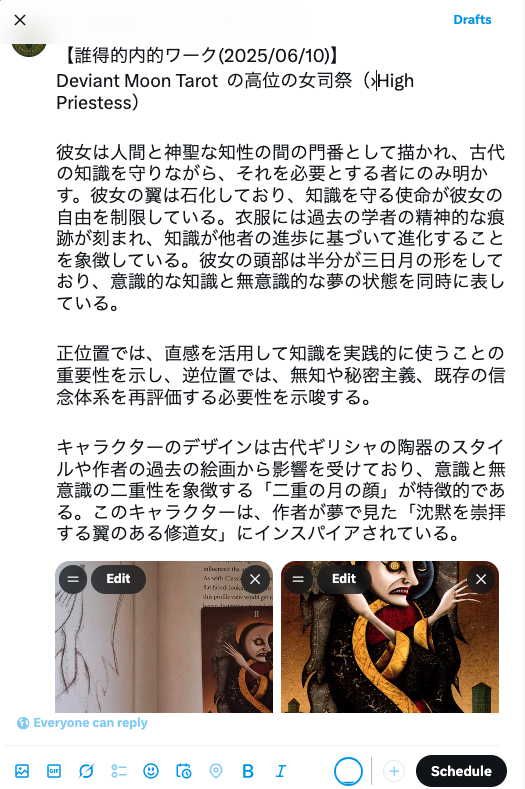 Drafts
【誰得的内的ワーク(2025/06/10)】
Deviant Moon Tarot の高位の女司祭（›High
Priestess）
彼女は人間と神聖な知性の間の門番として描かれ、古代
の知識を守りながら、それを必要とする者にのみ明か
す。彼女の翼は石化しており、知識を守る使命が彼女の
自由を制限している。衣服には過去の学者の精神的な痕
跡が刻まれ、知識が他者の進歩に基づいて進化すること
を象徴している。彼女の頭部は半分が三日月の形をして
おり、意識的な知識と無意識的な夢の状態を同時に表し
ている。
正位置では、直感を活用して知識を実践的に使うことの
重要性を示し、逆位置では、無知や秘密主義、既存の信
念体系を再評価する必要性を示唆する。
キャラクターのデザインは古代ギリシャの陶器のスタイ
ルや作者の過去の絵画から影響を受けており、意識と無
意識の二重性を象徴する「二重の月の顔」が特徴的であ
る。このキャラクターは、作者が夢で見た「沈黙を崇拝
する翼のある修道女」にインスパイアされている。
Edit
influenced the
As with Classic
this profile view would get
II
Edit
Everyone can reply
GIF
B
I
Schedule